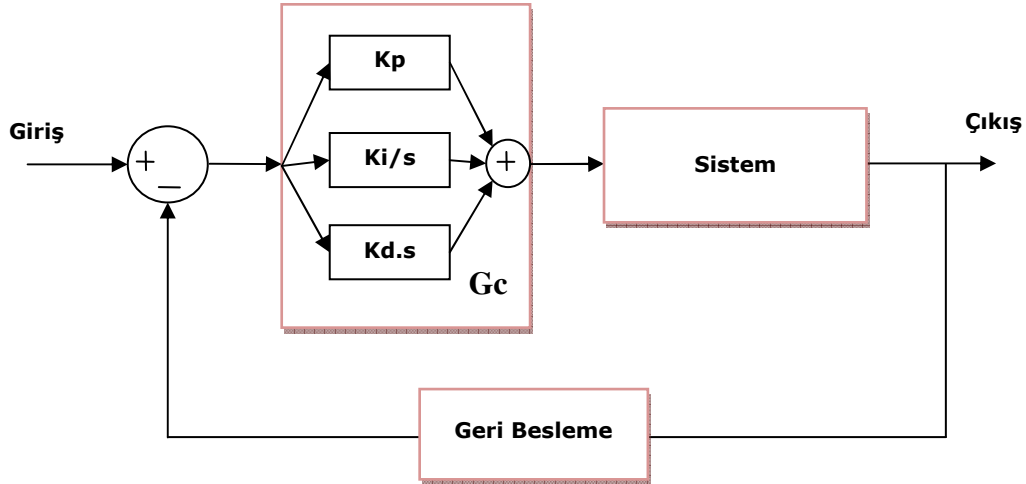 Giriş
+
−
Kp
Ki/s
Kd.s
+
Gc
Sistem
Çıkış
Geri Besleme